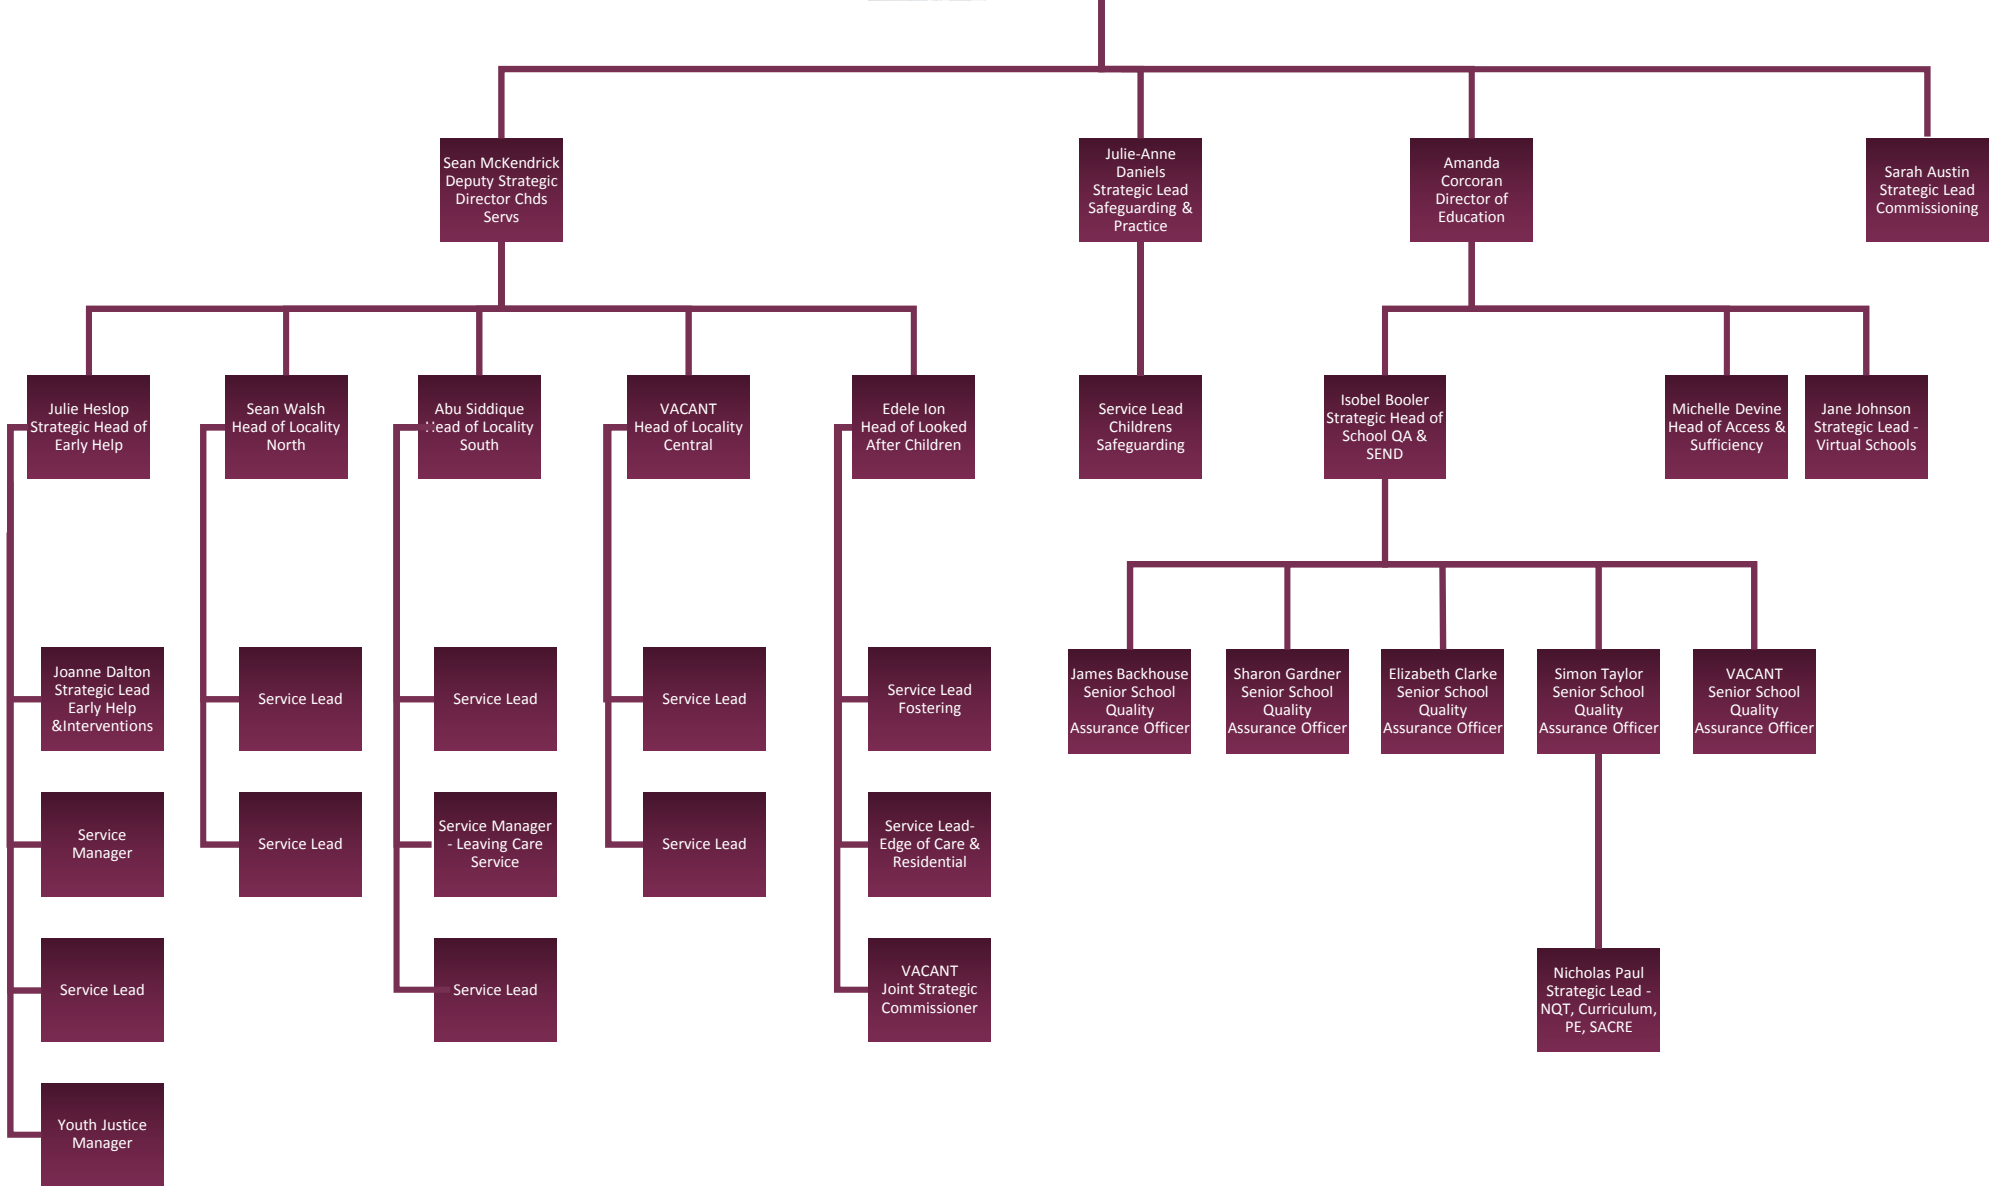 Sean McKendrick
Deputy Strategic
Director Chds
Servs
Julie-Anne
Daniels
Strategic Lead
Safeguarding &
Practice
Amanda
Corcoran
Director of
Education
Sarah Austin
Strategic Lead
Commissioning
Julie Heslop
Strategic Head of
Early Help
Sean Walsh
Head of Locality
North
Abu Siddique
Head of Locality
South
VACANT
Head of Locality
Central
Edele Ion
Head of Looked
After Children
Service Lead
Childrens
Safeguarding
Isobel Booler
Strategic Head of
School QA &
SEND
Michelle Devine
Head of Access &
Sufficiency
Jane Johnson
Strategic Lead -
Virtual Schools
Joanne Dalton
Strategic Lead
Early Help
&Interventions
Service Lead
Service Lead
Service Lead
Service Lead
Fostering
James Backhouse
Senior School
Quality
Assurance Officer
Sharon Gardner
Senior School
Quality
Assurance Officer
Elizabeth Clarke
Senior School
Quality
Assurance Officer
Simon Taylor
Senior School
Quality
Assurance Officer
VACANT
Senior School
Quality
Assurance Officer
Service
Manager
Service Lead
Service Manager
- Leaving Care
Service
Service Lead
Service Lead-
Edge of Care &
Residential
Service Lead
Service Lead
VACANT
Joint Strategic
Commissioner
Nicholas Paul
Strategic Lead -
NQT, Curriculum,
PE, SACRE
Youth Justice
Manager